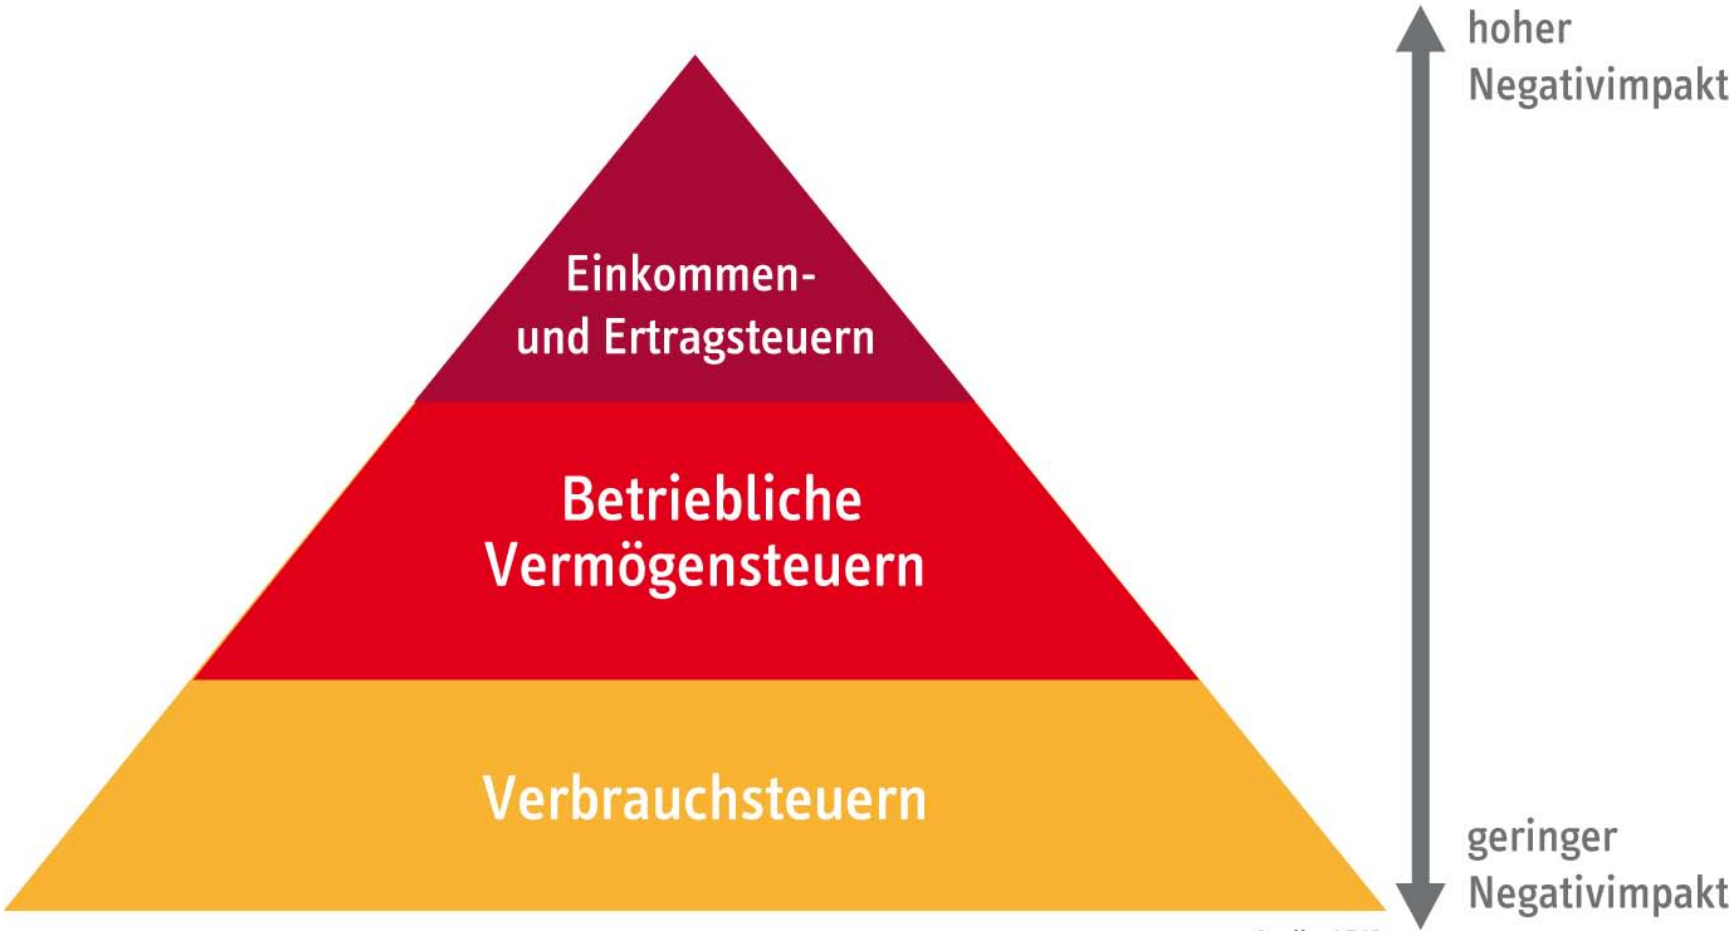 hoher
Negativimpakt
Einkommen-
und Ertragsteuern
Betriebliche
Vermögensteuern
Verbrauchsteuern
geringer
Negativimpakt